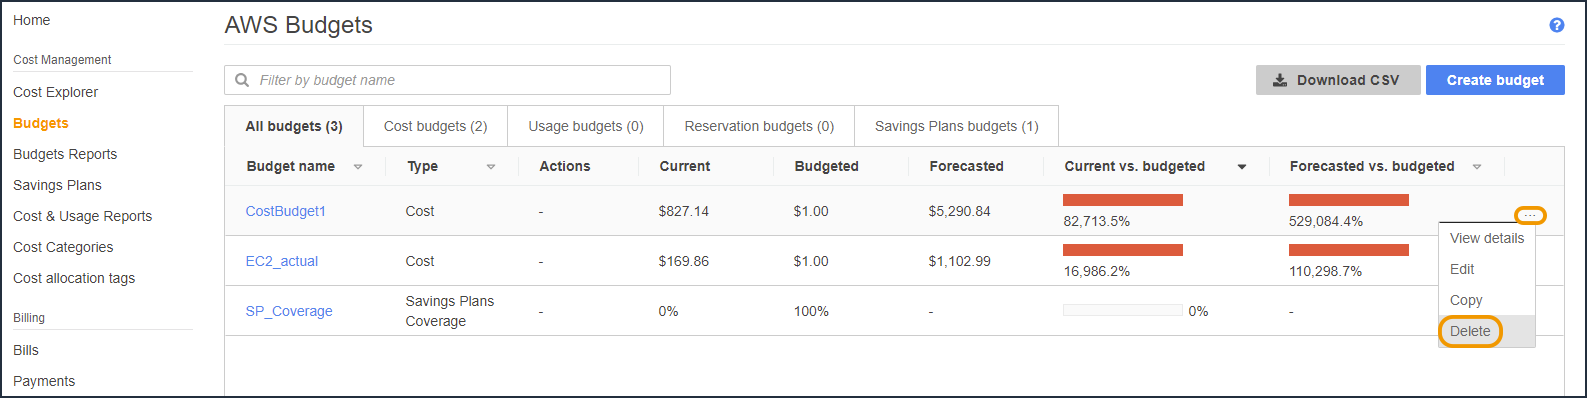 Home
Cost Management
Cost Explorer
Budgets
Budgets Reports
Savings Plans
Cost & Usage Reports
Cost Categories
Cost allocation tags
Billing
Bills
Payments
AWS Budgets
?
Filter by budget name
Download CSV
Create budget
All budgets (3) Cost budgets (2) Usage budgets (0) Reservation budgets (0) Savings Plans budgets (1)
Budget name Type Actions Current Budgeted Forecasted Current vs. budgeted Forecasted vs. budgeted
CostBudget1 Cost - $827.14 $1.00 $5,290.84 82,713.5% 529,084.4% ...
EC2_actual Cost - $169.86 $1.00 $1,102.99 16,986.2% 110,298.7%
SP_Coverage Savings Plans
Coverage - 0% 100% - 0% -
View details
Edit
Copy
Delete